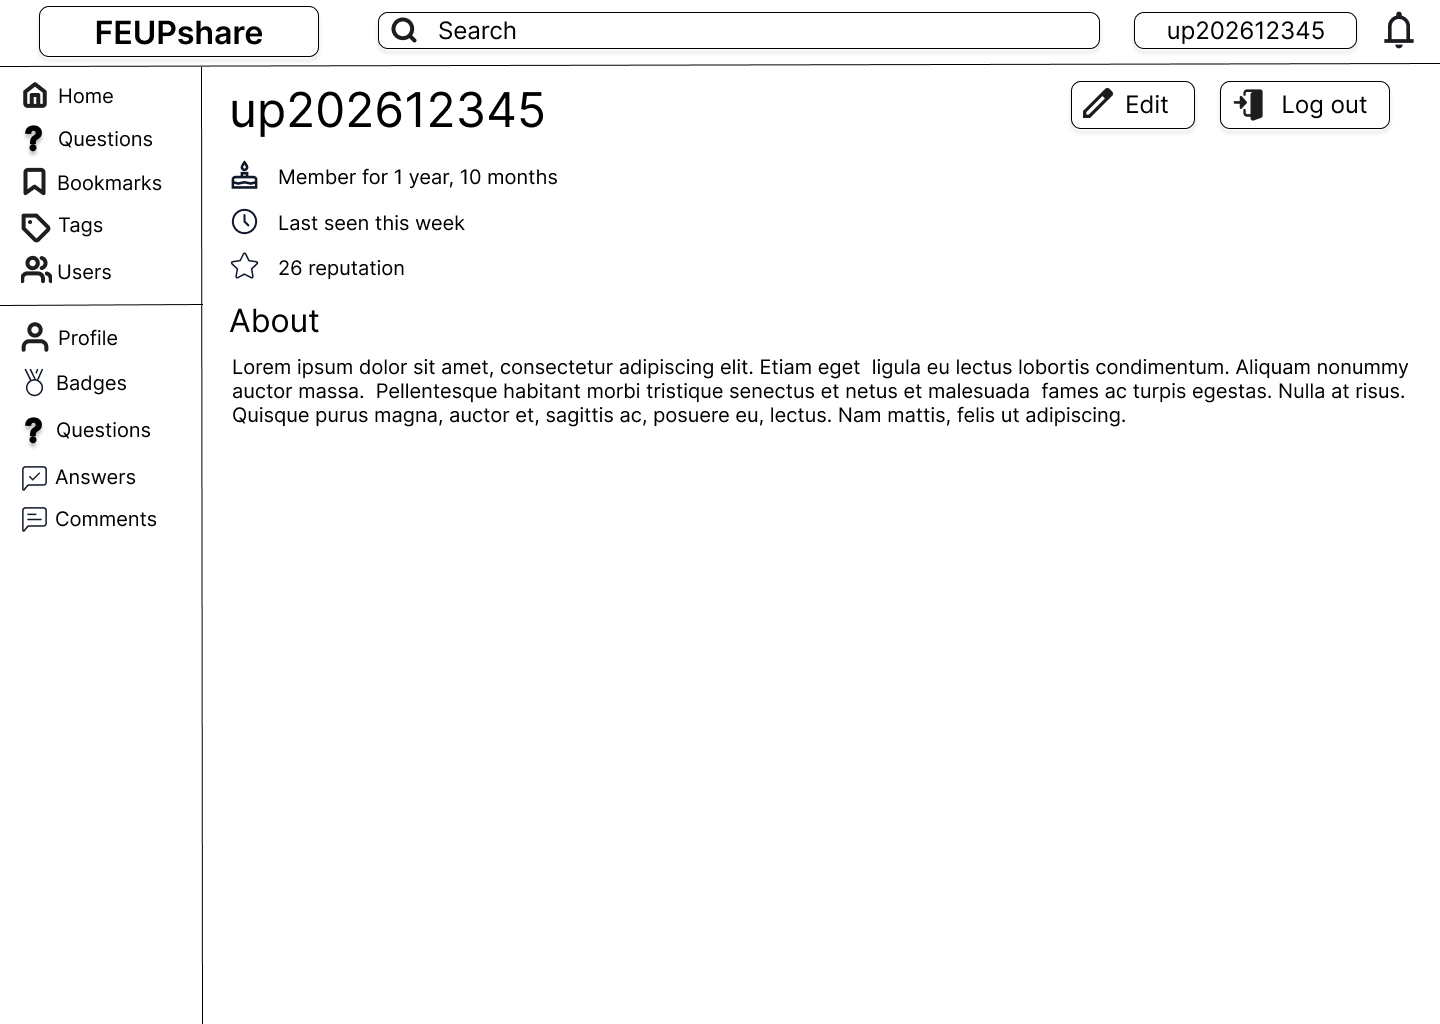 FEUPshare
Search
up202612345
Home
Questions
Bookmarks
Tags
Users
Profile
Badges
Questions
Answers
Comments
up202612345
Edit
Log out
Member for 1 year, 10 months
Last seen this week
26 reputation
About
Lorem ipsum dolor sit amet, consectetur adipiscing elit. Etiam eget  ligula eu lectus lobortis condimentum. Aliquam nonummy
auctor massa.  Pellentesque habitant morbi tristique senectus et netus et malesuada  fames ac turpis egestas. Nulla at risus.
Quisque purus magna, auctor et, sagittis ac, posuere eu, lectus. Nam mattis, felis ut adipiscing.